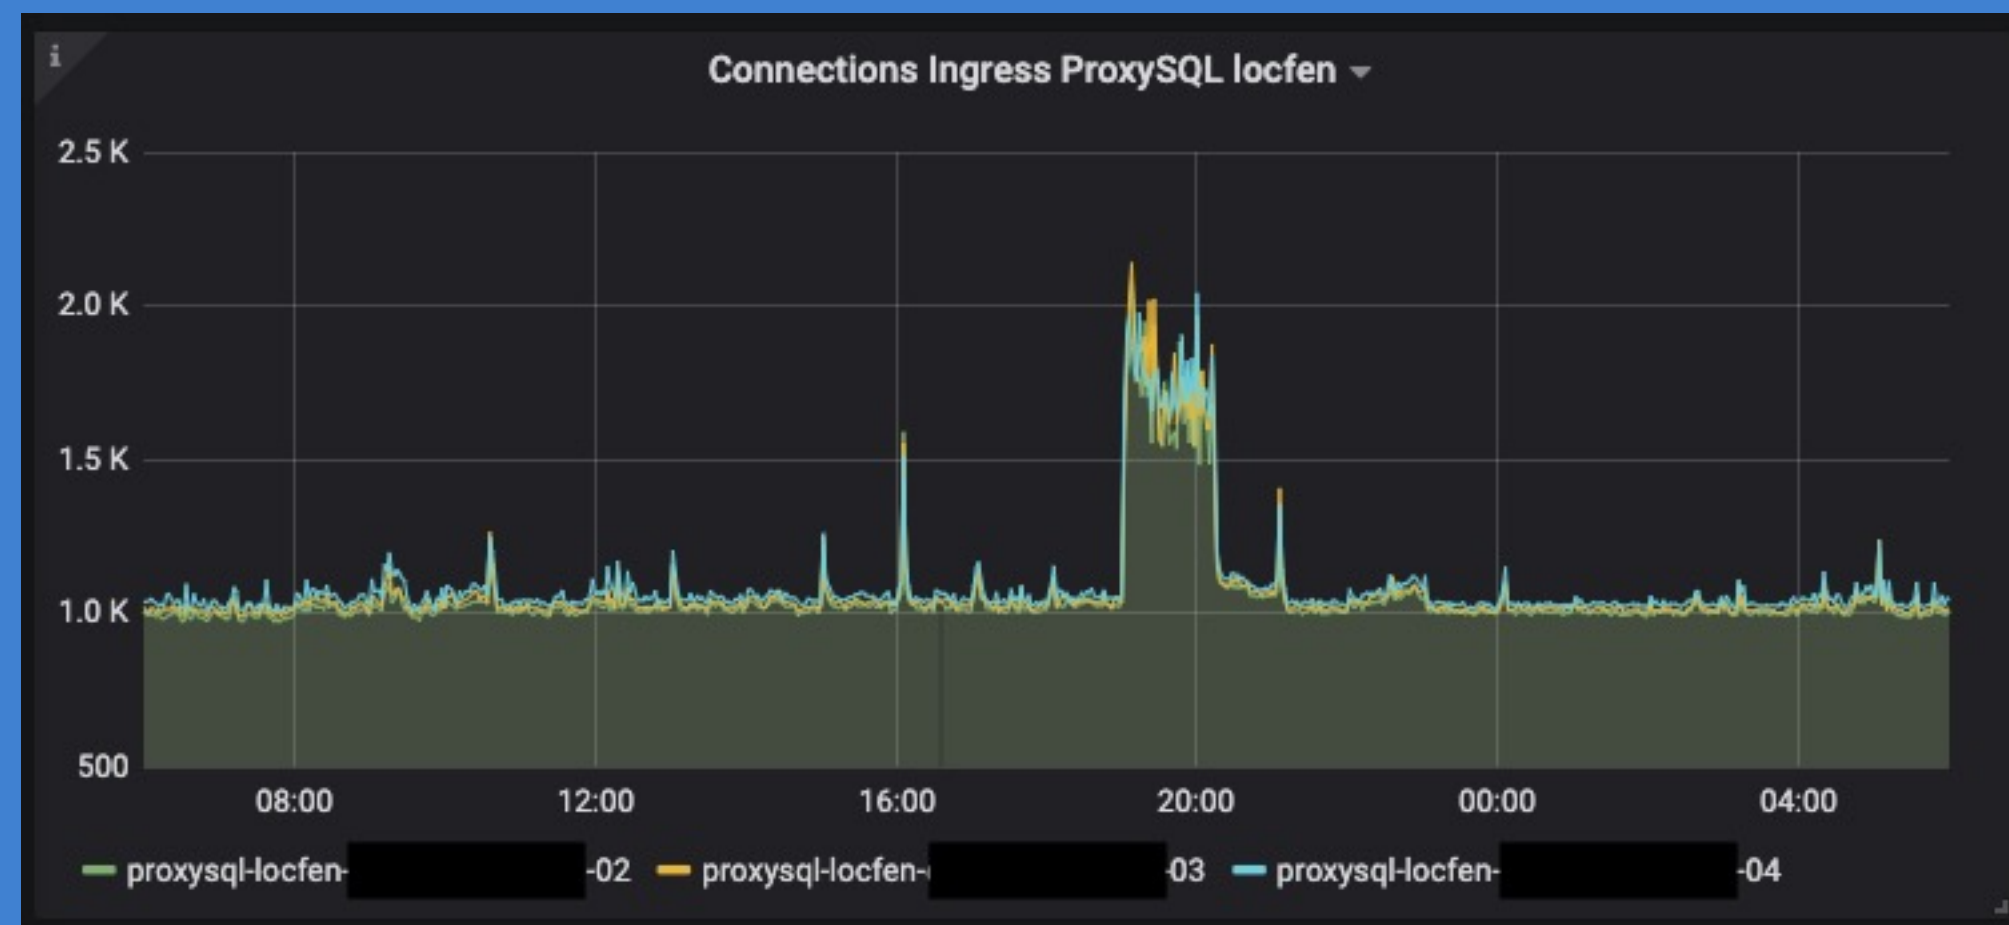 i
Connections Ingress ProxySQL locfen
2.5 K
2.0 K
1.5 K
1.0 K
500
08:00 12:00 16:00 20:00 00:00 04:00
proxysql-locfen- -02 proxysql-locfen- -03 proxysql-locfen- -04